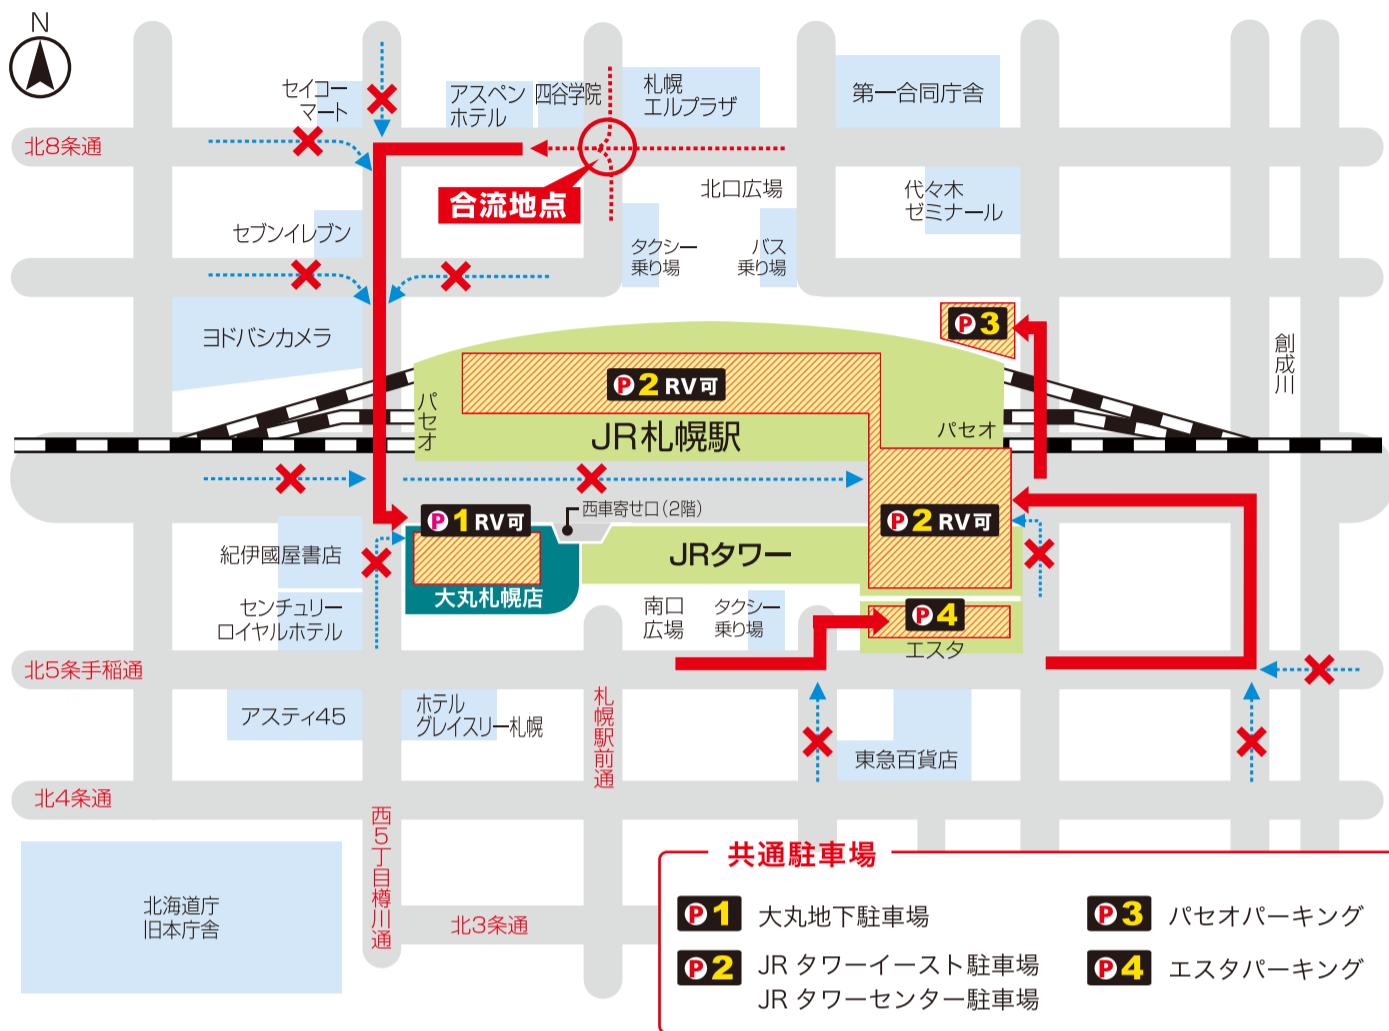 N
セイコー
マート
アスペン
ホテル
四谷学院
札幌
エルプラザ
第一合同庁舎
北8条通
合流地点
北口広場
代々木
ゼミナール
セブンイレブン
タクシー
乗り場
バス
乗り場
ヨドバシカメラ
P3
創成川
P2 RV可
パセオ
JR札幌駅
パセオ
西車寄せ口(2階)
P1 RV可
P2 RV可
紀伊國屋書店
JRタワー
大丸札幌店
センチュリー
ロイヤルホテル
南口
広場
タクシー
乗り場
P4
エスタ
北5条手稲通
アスティ45
ホテル
グレイスリー札幌
札幌駅前通
東急百貨店
北4条通
西5丁目樽川通
北海道庁
旧本庁舎
北3条通
共通駐車場
P1 大丸地下駐車場
P2 JRタワーイースト駐車場
JRタワーセンター駐車場
P3 パセオパーキング
P4 エスタパーキング